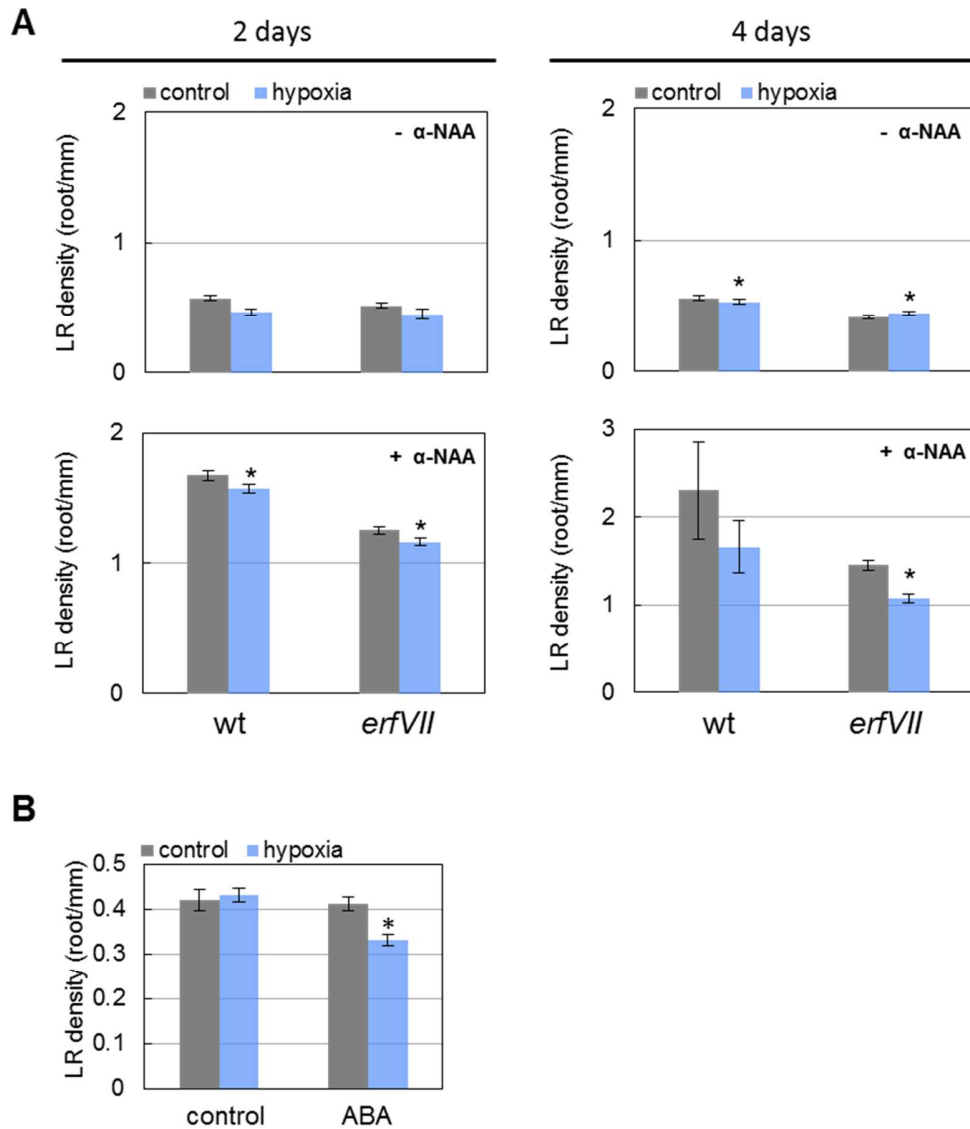 A
2 days
4 days
control hypoxia
2
1
0
LR density (root/mm)
- α-NAA
control hypoxia
2
1
0
LR density (root/mm)
- α-NAA
*
*
2
1
0
LR density (root/mm)
+ α-NAA
*
*
wt erfVII
3
2
1
0
LR density (root/mm)
+ α-NAA
*
wt erfVII
B
control hypoxia
0.5
0.4
0.3
0.2
0.1
0
LR density (root/mm)
*
control ABA